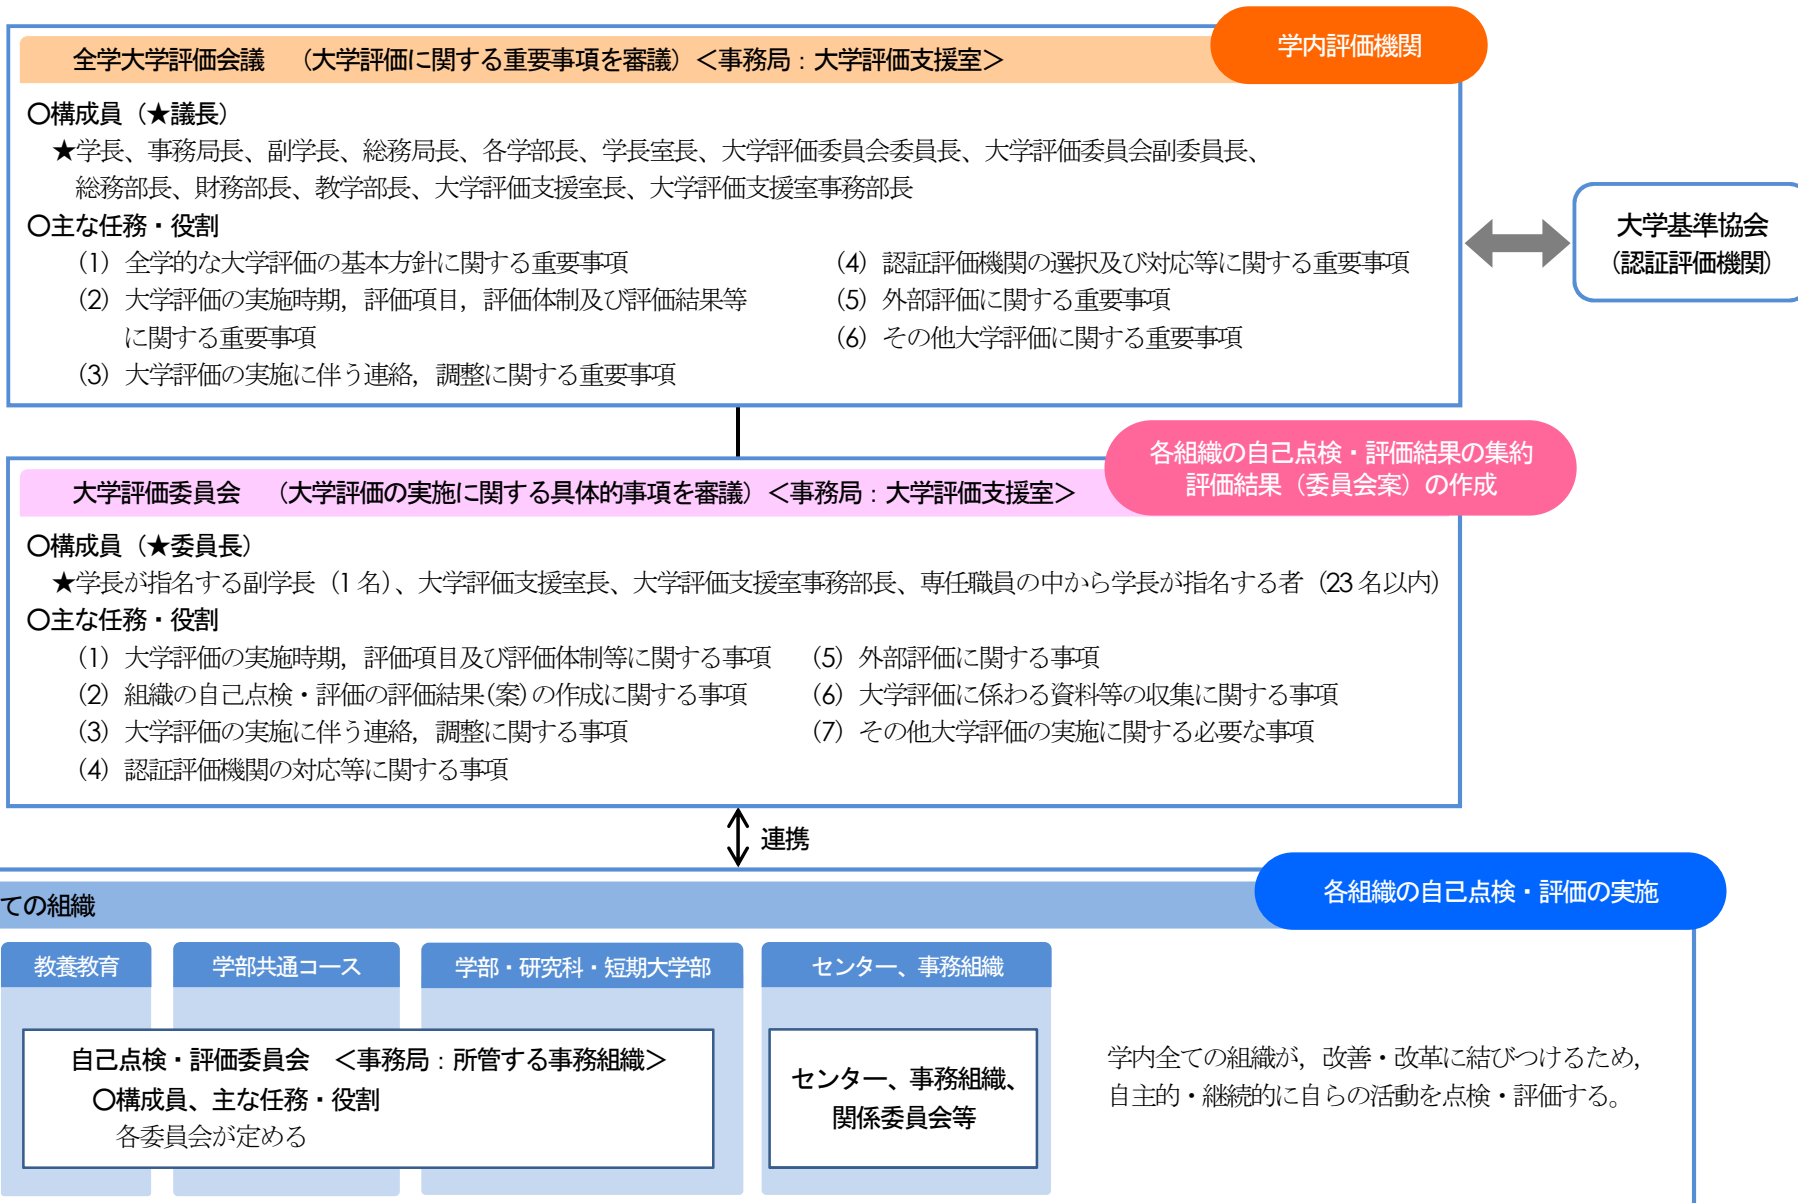 学内評価機関
全学大学評価会議　（大学評価に関する重要事項を審議）＜事務局：大学評価支援室＞
〇構成員（★議長）
★学長、事務局長、副学長、総務局長、各学部長、学長室長、大学評価委員会委員長、大学評価委員会副委員長、
総務部長、財務部長、教学部長、大学評価支援室長、大学評価支援室事務部長
〇主な任務・役割
（1）全学的な大学評価の基本方針に関する重要事項
（2）大学評価の実施時期，評価項目，評価体制及び評価結果等
に関する重要事項
（3）大学評価の実施に伴う連絡，調整に関する重要事項
（4）認証評価機関の選択及び対応等に関する重要事項
（5）外部評価に関する重要事項
（6）その他大学評価に関する重要事項
大学基準協会
（認証評価機関）
各組織の自己点検・評価結果の集約
評価結果（委員会案）の作成
大学評価委員会　（大学評価の実施に関する具体的事項を審議）＜事務局：大学評価支援室＞
〇構成員（★委員長）
★学長が指名する副学長（1名）、大学評価支援室長、大学評価支援室事務部長、専任職員の中から学長が指名する者（23名以内）
〇主な任務・役割
（1）大学評価の実施時期，評価項目及び評価体制等に関する事項
（2）組織の自己点検・評価の評価結果(案)の作成に関する事項
（3）大学評価の実施に伴う連絡，調整に関する事項
（4）認証評価機関の対応等に関する事項
（5）外部評価に関する事項
（6）大学評価に係わる資料等の収集に関する事項
（7）その他大学評価の実施に関する必要な事項
連携
各組織の自己点検・評価の実施
ての組織
教養教育
学部共通コース
学部・研究科・短期大学部
センター、事務組織
自己点検・評価委員会　＜事務局：所管する事務組織＞
〇構成員、主な任務・役割
各委員会が定める
センター、事務組織、
関係委員会等
学内全ての組織が，改善・改革に結びつけるため，
自主的・継続的に自らの活動を点検・評価する。